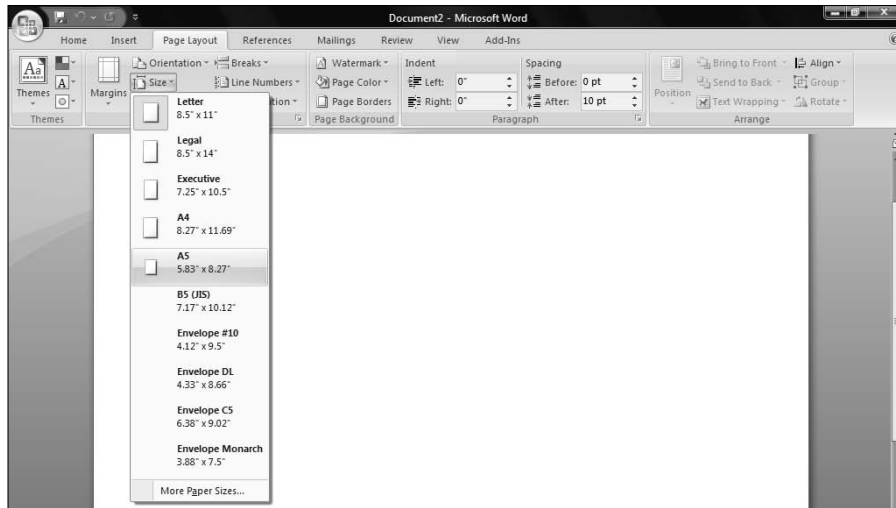 Document2 - Microsoft Word
Home Insert Page Layout References Mailings Review View Add-Ins
Orientation Breaks Watermark Indent Spacing Bring to Front Align
Aa
A
Size Line Numbers Page Color Left: 0" Before: 0 pt Send to Back Group
Themes Margins Position
tion Page Borders Right: 0" After: 10 pt Text Wrapping Rotate
Themes Page Background Paragraph Arrange
Letter
8.5" x 11"
Legal
8.5" x 14"
Executive
7.25" x 10.5"
A4
8.27" x 11.69"
A5
5.83" x 8.27"
B5 (JIS)
7.17" x 10.12"
Envelope #10
4.12" x 9.5"
Envelope DL
4.33" x 8.66"
Envelope C5
6.38" x 9.02"
Envelope Monarch
3.88" x 7.5"
More Paper Sizes...